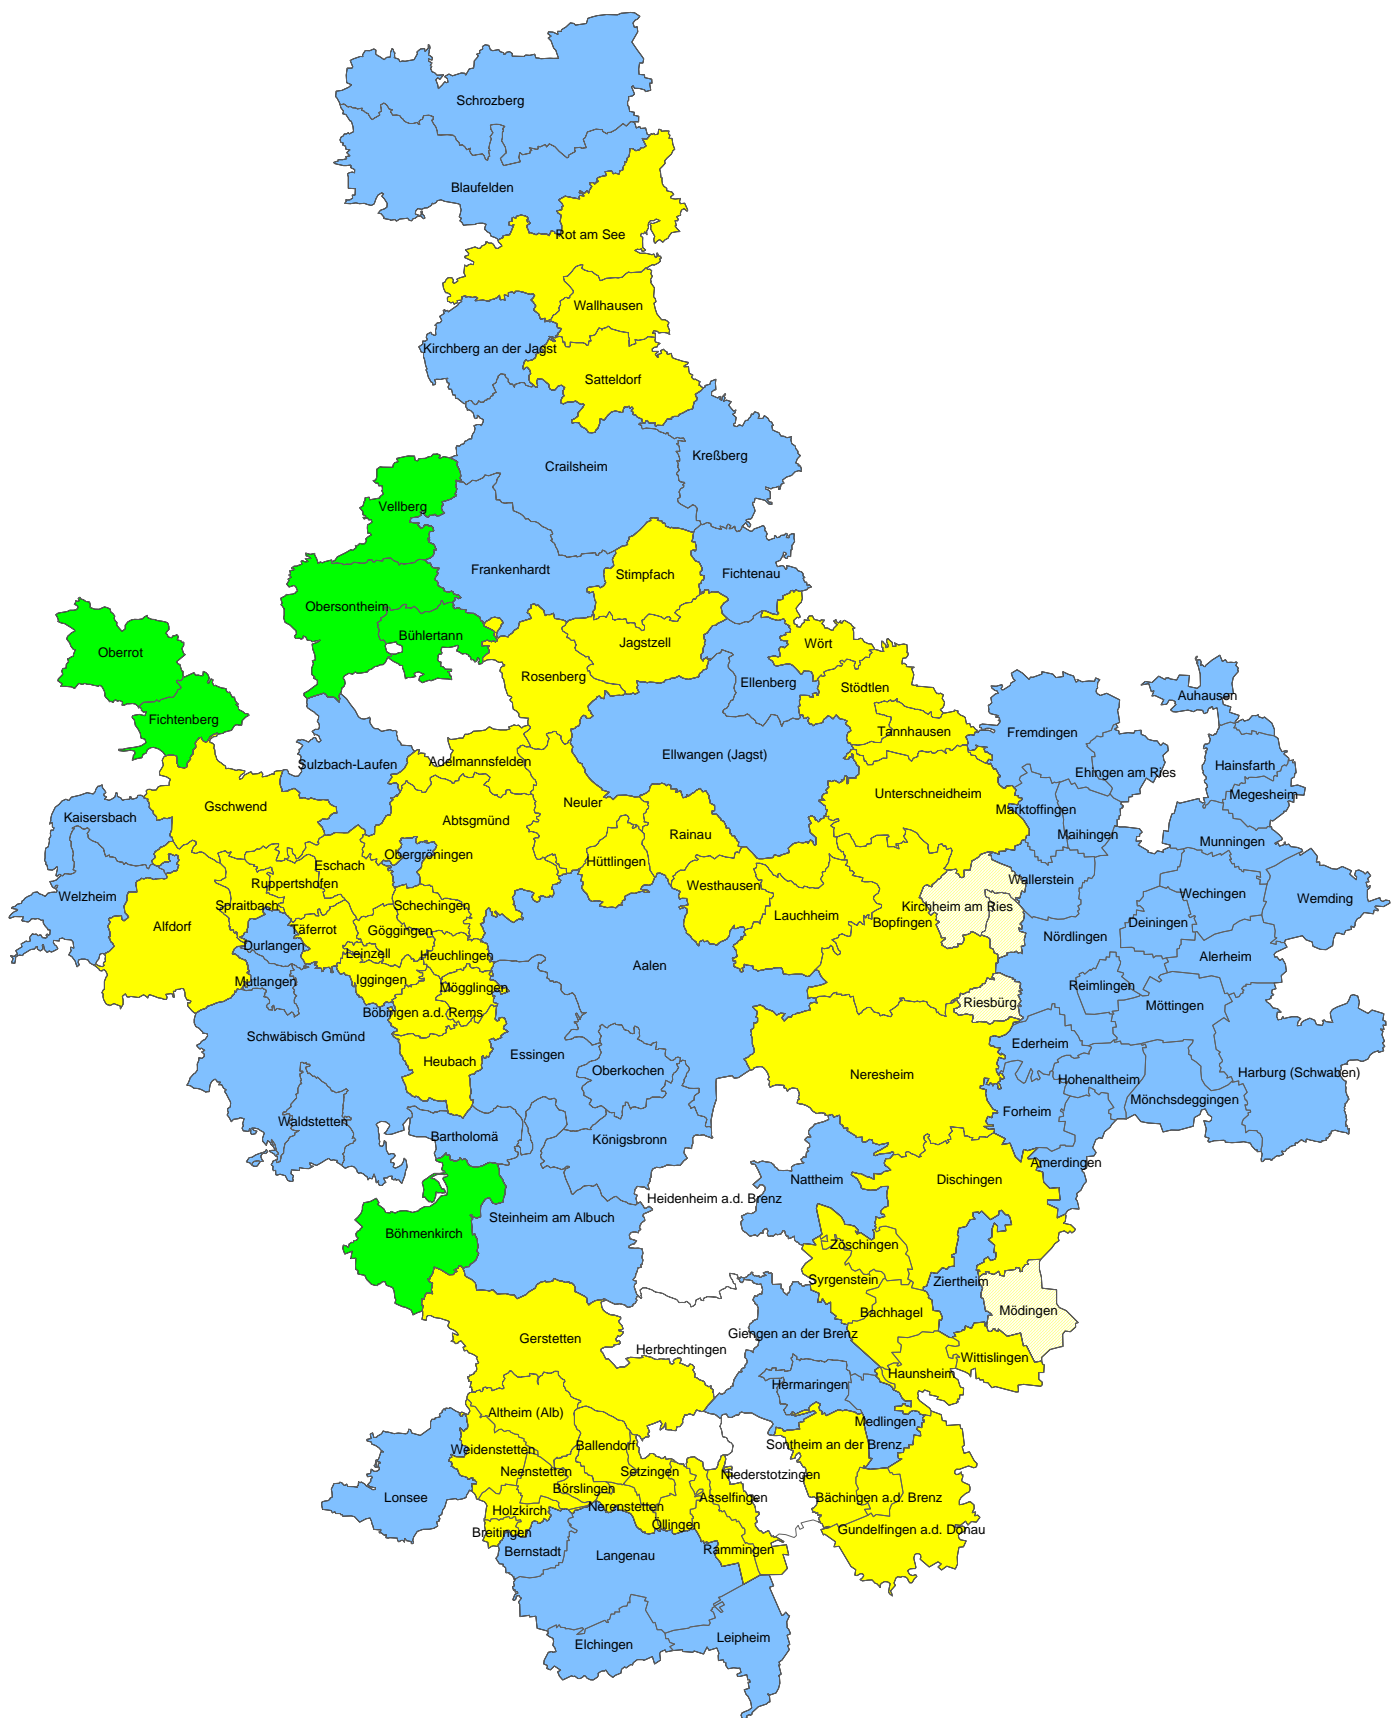 Schrozberg
Blaufelden
Rot am See
Wallhausen
Kirchberg an der Jagst
Satteldorf
Kreßberg
Crailsheim
Vellberg
Frankenhardt
Stimpfach
Fichtenau
Obersontheim
Bühlertann
Jagstzell
Wört
Oberrot
Rosenberg
Ellenberg
Stödtlen
Auhausen
Fichtenberg
Tannhausen
Fremdingen
Ellwangen (Jagst)
Sulzbach-Laufen
Adelmannsfelden
Hainsfarth
Ehingen am Ries
Unterschneidheim
Megesheim
Gschwend
Neuler
Marktoffingen
Kaisersbach
Abtsgmünd
Rainau
Maihingen
Munningen
Obergröningen
Hüttlingen
Eschach
Ruppertshofen
Westhausen
Wallerstein
Welzheim
Wechingen
Wemding
Spraitbach
Schechingen
Kirchheim am Ries
Lauchheim
Bopfingen
Deiningen
Alfdorf
Täferrot
Göggingen
Nördlingen
Durlangen
Leinzell
Heuchlingen
Alerheim
Aalen
Mutlangen
Iggingen
Mögglingen
Reimlingen
Riesbürg
Möttingen
Böbingen a.d. Rems
Schwäbisch Gmünd
Ederheim
Essingen
Heubach
Oberkochen
Neresheim
Harburg (Schwaben)
Hohenaltheim
Mönchsdeggingen
Forheim
Waldstetten
Bartholomä
Königsbronn
Amerdingen
Nattheim
Dischingen
Heidenheim a.d. Brenz
Steinheim am Albuch
Böhmenkirch
Zöschingen
Syrgenstein
Ziertheim
Bachhagel
Mödingen
Giengen an der Brenz
Gerstetten
Herbrechtingen
Wittislingen
Haunsheim
Hermaringen
Altheim (Alb)
Medlingen
Weidenstetten
Ballendorf
Sontheim an der Brenz
Neenstetten
Setzingen
Niederstotzingen
Börslingen
Lonsee
Asselfingen
Bächingen a.d. Brenz
Holzkirch
Nerenstetten
Öllingen
Gundelfingen a.d. Donau
Breitingen
Bernstadt
Langenau
Rammingen
Elchingen
Leipheim